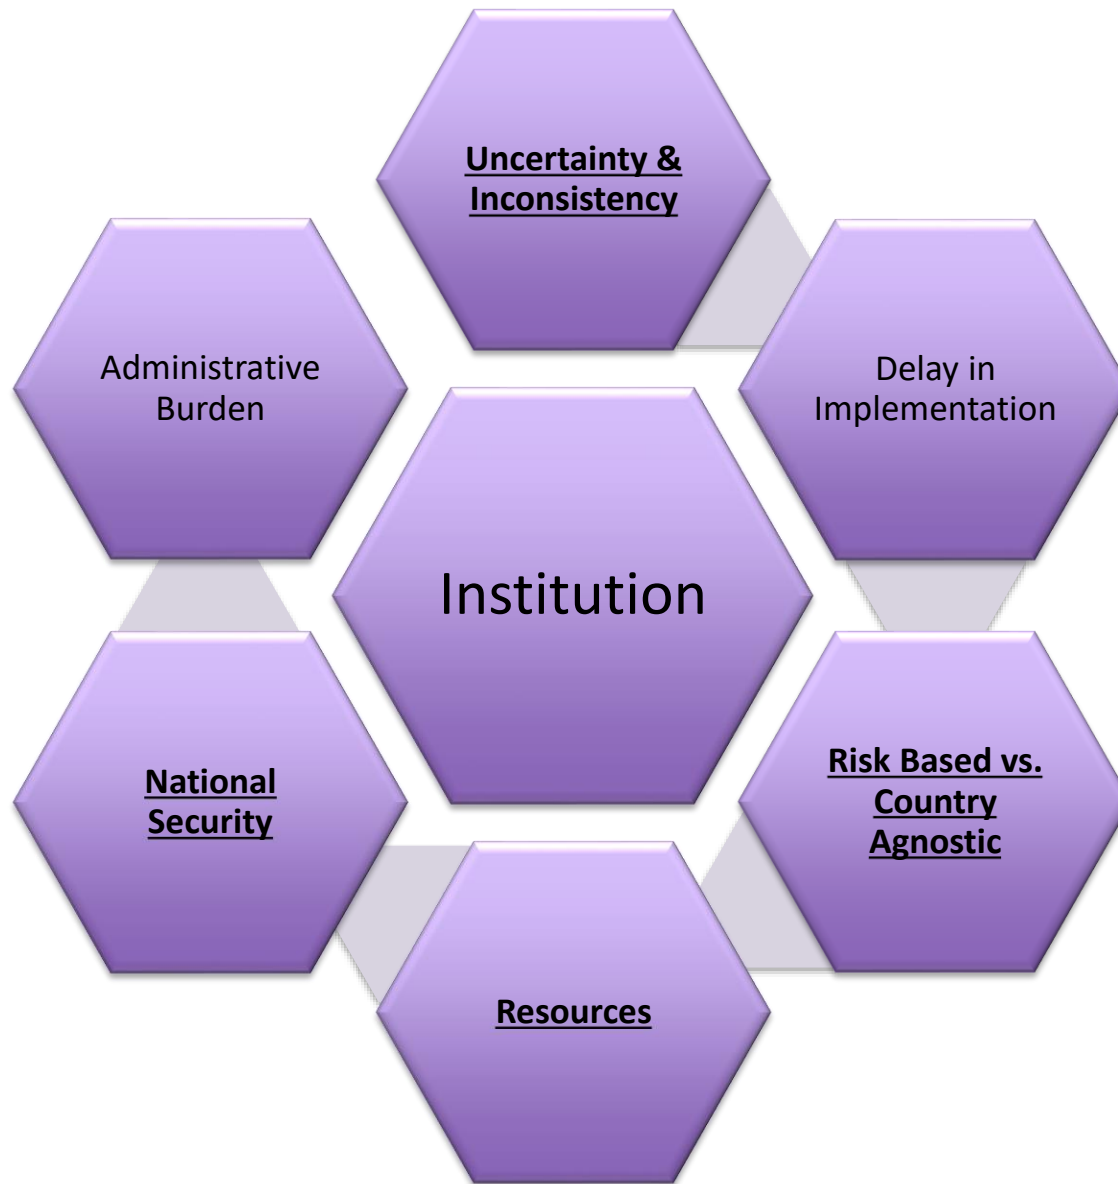 Uncertainty &
Inconsistency
Administrative
Burden
Delay in
Implementation
Institution
National
Security
Risk Based vs.
Country
Agnostic
Resources